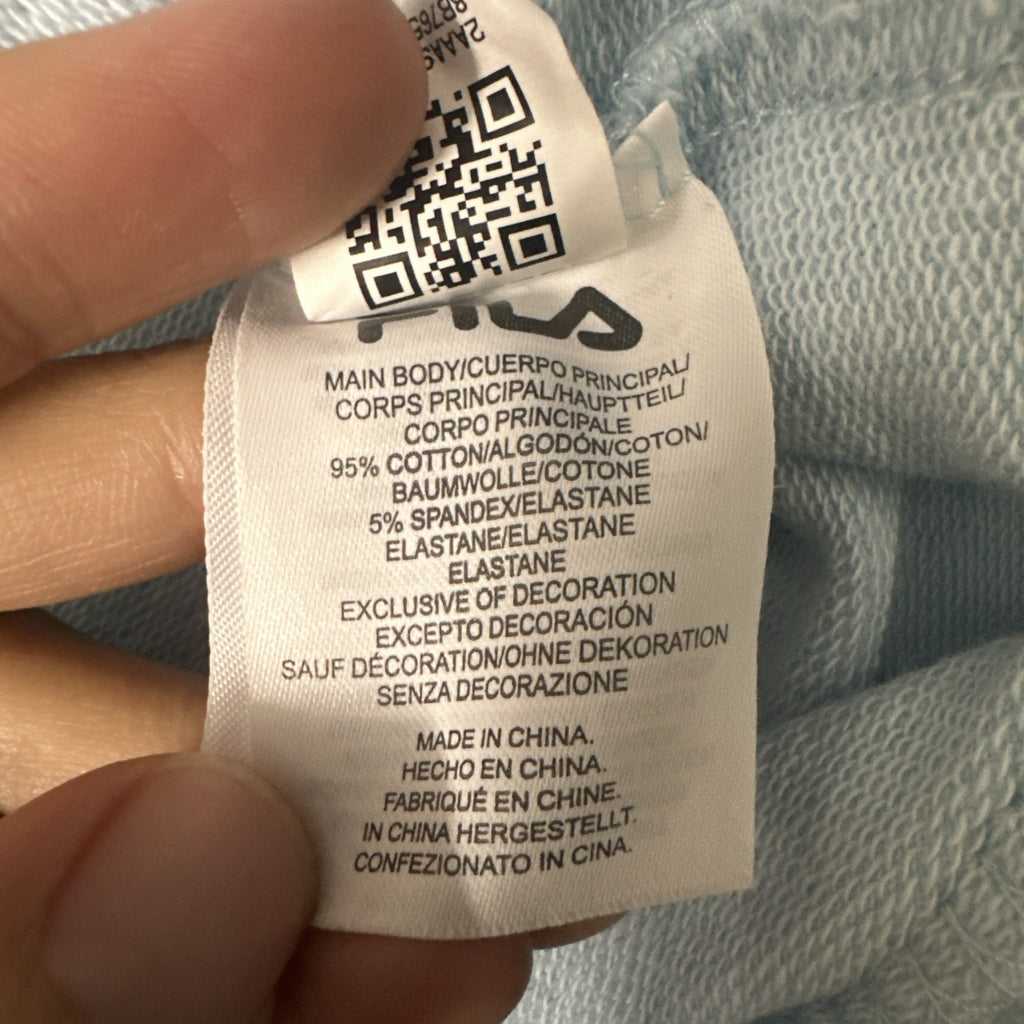 MAIN BODY/CUERPO PRINCIPAL/
CORPS PRINCIPAL/HAUPTTEIL/
CORPO PRINCIPALE
95% COTTON/ALGODÓN/COTON/
BAUMWOLLE/COTONE
5% SPANDEX/ELASTANE
ELASTANE/ELASTANE
ELASTANE
EXCLUSIVE OF DECORATION
EXCEPTO DECORACIÓN
SAUF DÉCORATION/OHNE DEKORATION
SENZA DECORAZIONE
MADE IN CHINA.
HECHO EN CHINA.
FABRIQUÉ EN CHINE.
IN CHINA HERGESTELLT.
CONFEZIONATO IN CINA.